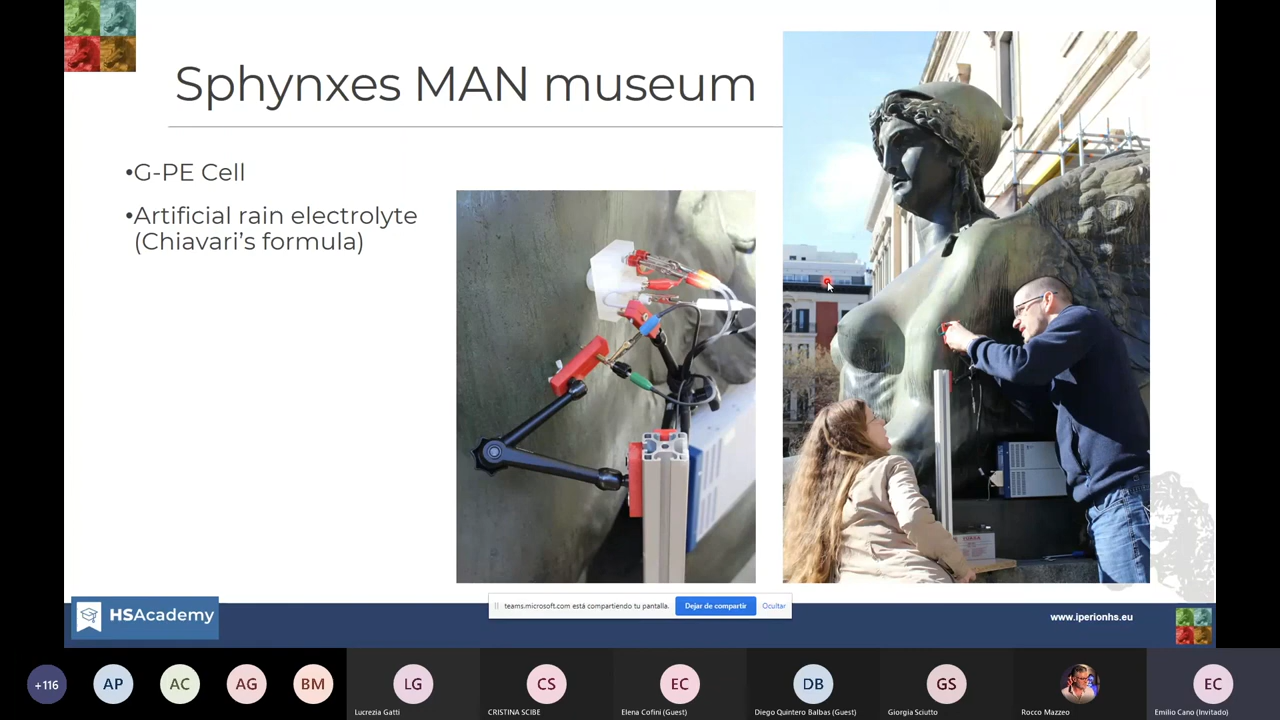 Sphynxes MAN museum
•G-PE Cell
•Artificial rain electrolyte
(Chiavari's formula)
teams.microsoft.com está compartiendo tu pantalla.
Dejar de compartir
Ocultar
HSAcademy
www.iperionhs.eu
+116
AP
AC
AG
BM
LG
Lucrezia Gatti
CS
CRISTINA SCIBE
EC
Elena Cofini (Guest)
DB
Diego Quintero Balbas (Guest)
GS
Giorgia Sciutto
Rocco Mazzeo
EC
Emilio Cano (Invitado)